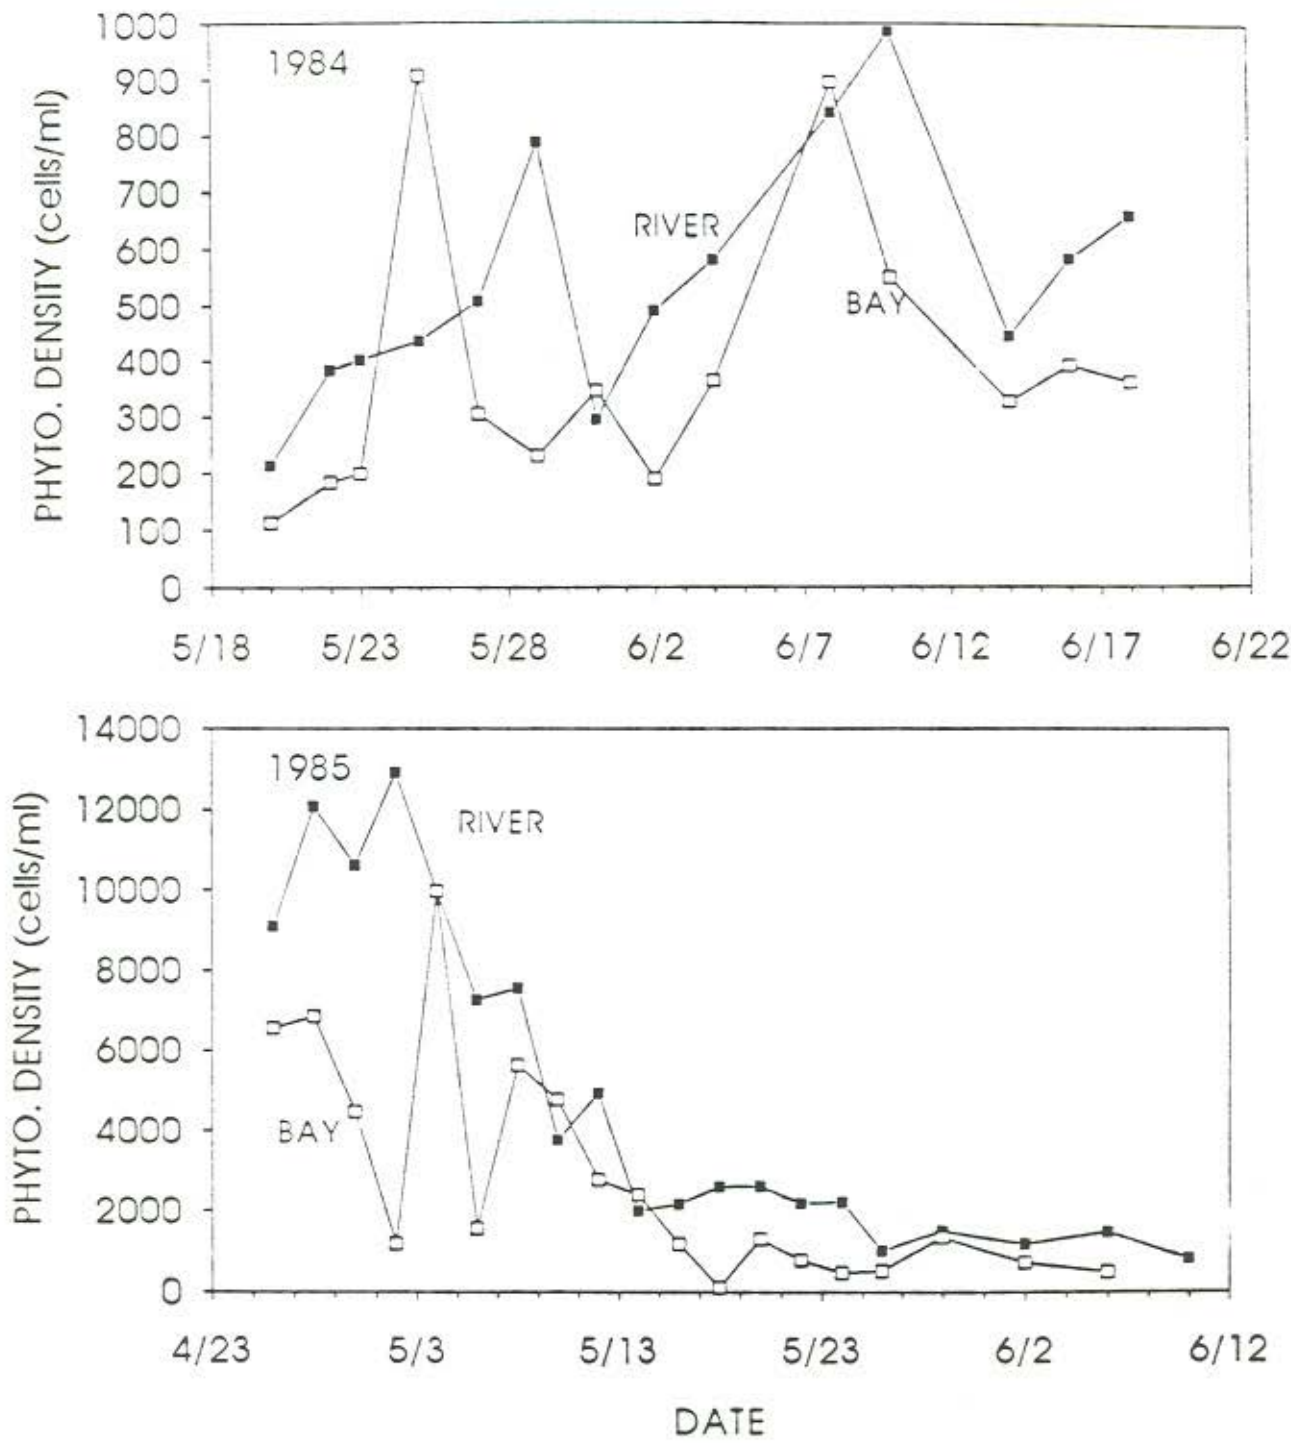 PHYTO. DENSITY (cells/ml)
1000
900
800
700
600
500
400
300
200
100
0
1984
RIVER
BAY
5/18 5/23 5/28 6/2 6/7 6/12 6/17 6/22
PHYTO. DENSITY (cells/ml)
14000
12000
10000
8000
6000
4000
2000
0
1985
RIVER
BAY
4/23 5/3 5/13 5/23 6/2 6/12
DATE